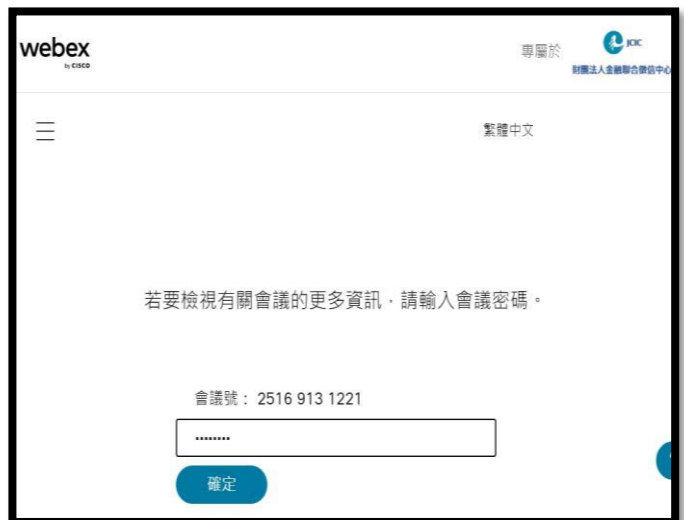 webex
by CISCO
專屬於
JCIC
財團法人金融聯合徵信中心
繁體中文
若要檢視有關會議的更多資訊，請輸入會議密碼。
會議號： 2516 913 1221
........
確定